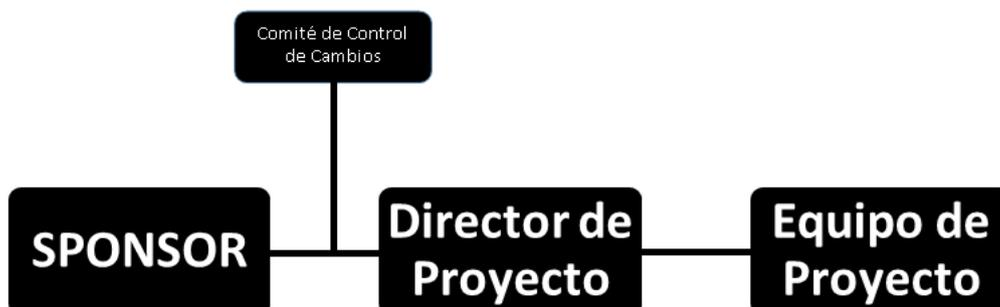 Comité de Control
de Cambios
SPONSOR
Director de
Proyecto
Equipo de
Proyecto